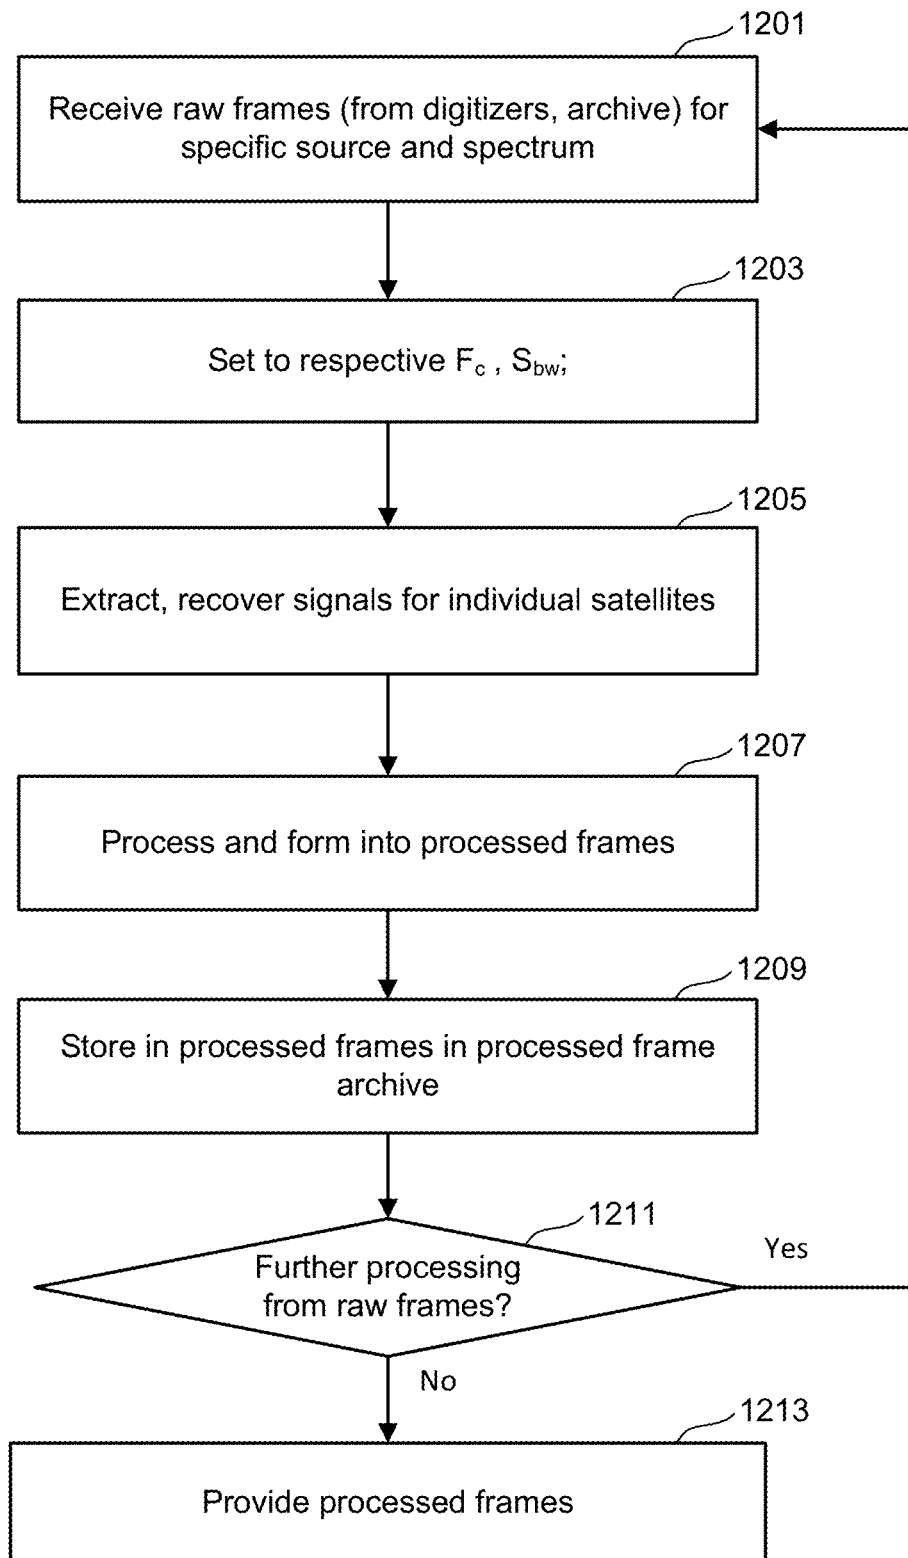 1201
Receive raw frames (from digitizers, archive) for
specific source and spectrum
1203
Set to respective Fc , Sbw;
1205
Extract, recover signals for individual satellites
1207
Process and form into processed frames
1209
Store in processed frames in processed frame
archive
1211
Further processing
from raw frames?
Yes
No
1213
Provide processed frames